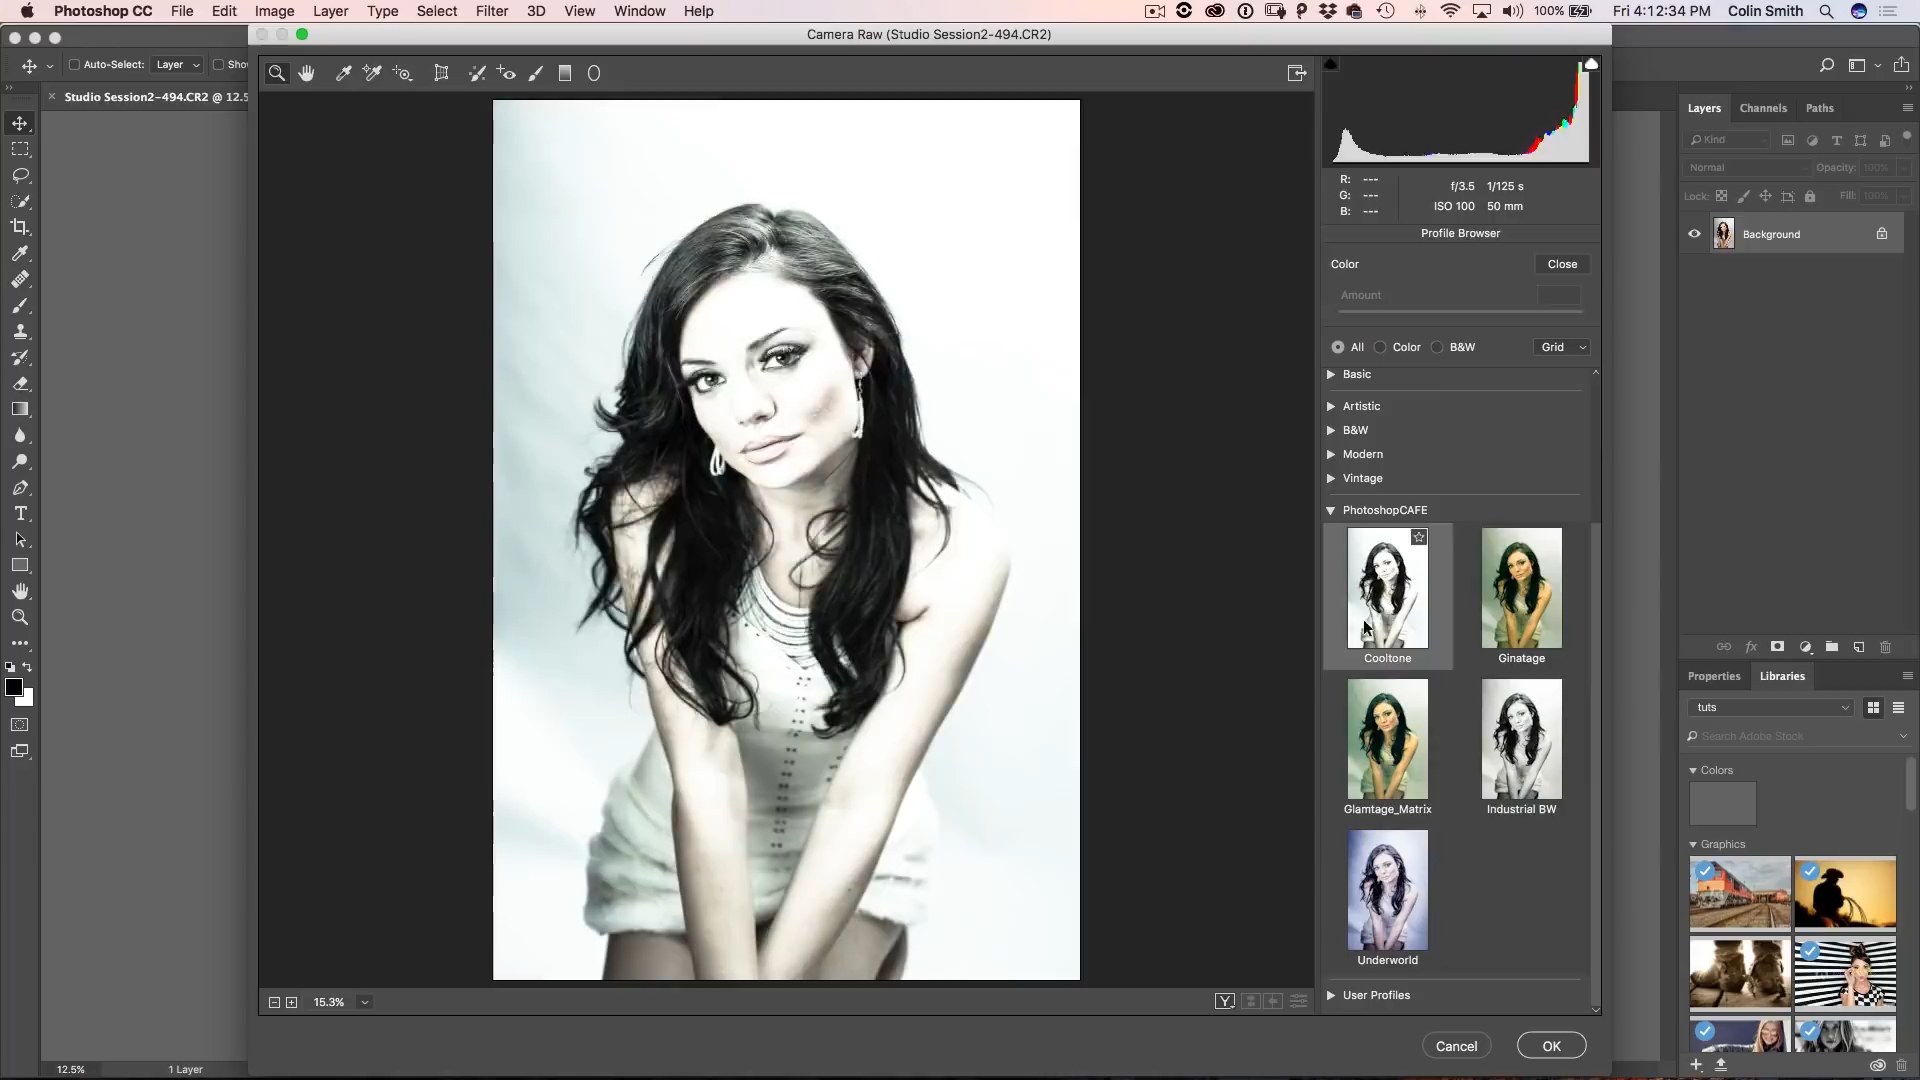 Photoshop CC File Edit Image Layer Type Select Filter 3D View Window Help 100% Fri 4:12:34 PM Colin Smith
Camera Raw (Studio Session2-494.CR2)
Auto-Select: Layer Sho
Studio Session2-494.CR2 @ 12.5
Layers Channels Paths
Kind
Normal Opacity: 100%
Lock: Fill: 100%
Background
R: ---
G: ---
B: ---
f/3.5 1/125 s
ISO 100 50 mm
Profile Browser
Color Close
Amount
All Color B&W Grid
Basic
Artistic
B&W
Modern
Vintage
PhotoshopCAFE
Cooltone Ginatage
Glamtage_Matrix Industrial BW
Underworld
User Profiles
Properties Libraries
tuts
Search Adobe Stock
Colors
Graphics
15.3%
Y
Cancel OK
12.5% 1 Layer